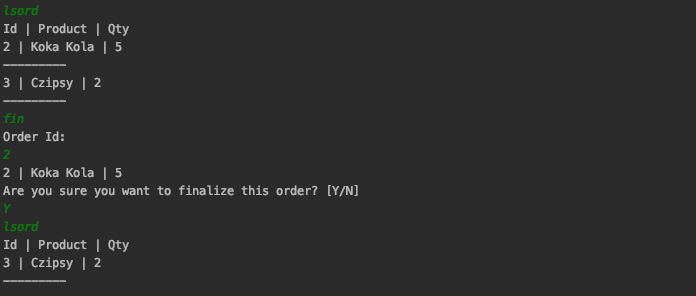 lsord
Id | Product | Qty
2 | Koka Kola | 5
---------
3 | Czipsy | 2
---------
fin
Order Id:
2
2 | Koka Kola | 5
Are you sure you want to finalize this order? [Y/N]
Y
lsord
Id | Product | Qty
3 | Czipsy | 2
---------